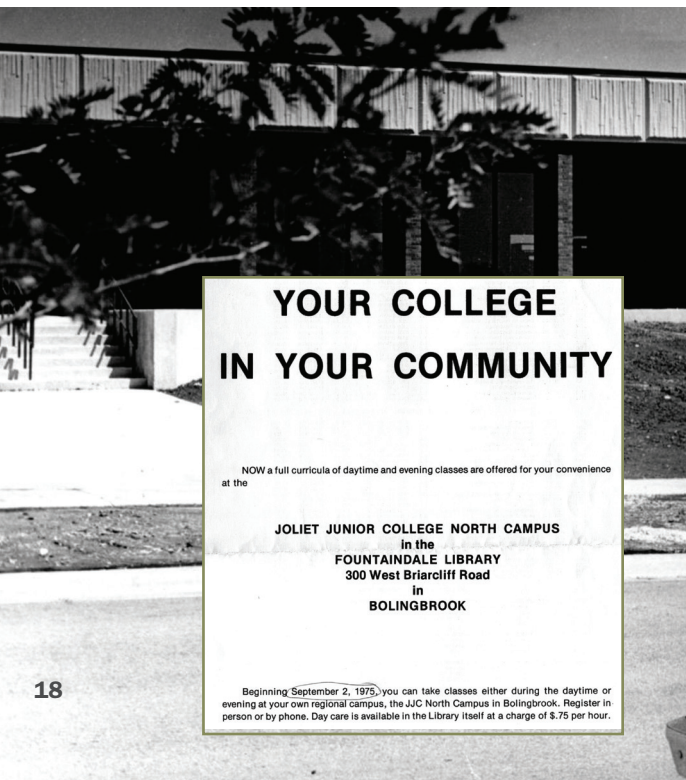 YOUR COLLEGE
IN YOUR COMMUNITY
NOW a full curricula of daytime and evening classes are offered for your convenience
at the
JOLIET JUNIOR COLLEGE NORTH CAMPUS
in the
FOUNTAINDALE LIBRARY
300 West Briarcliff Road
in
BOLINGBROOK
Beginning September 2, 1975, you can take classes either during the daytime or
evening at your own regional campus, the JJC North Campus in Bolingbrook. Register in
person or by phone. Day care is available in the Library itself at a charge of $.75 per hour.
18